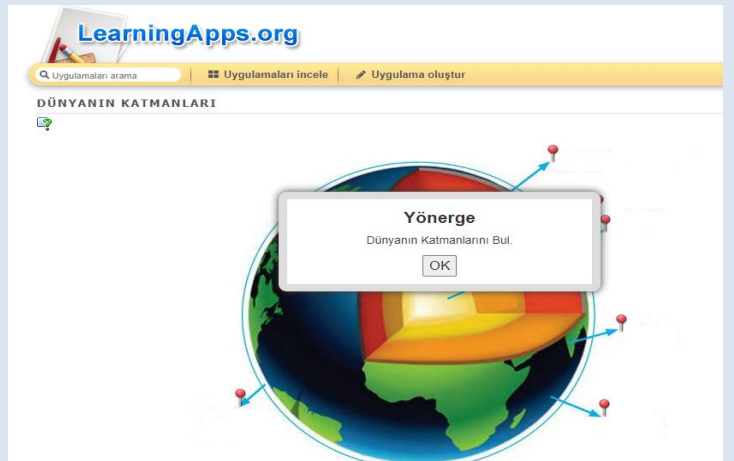 LearningApps.org
Uygulamaları arama
Uygulamaları incele
Uygulama oluştur
DÜNYANIN KATMANLARI
Yönerge
Dünyanın Katmanlarını Bul.
OK